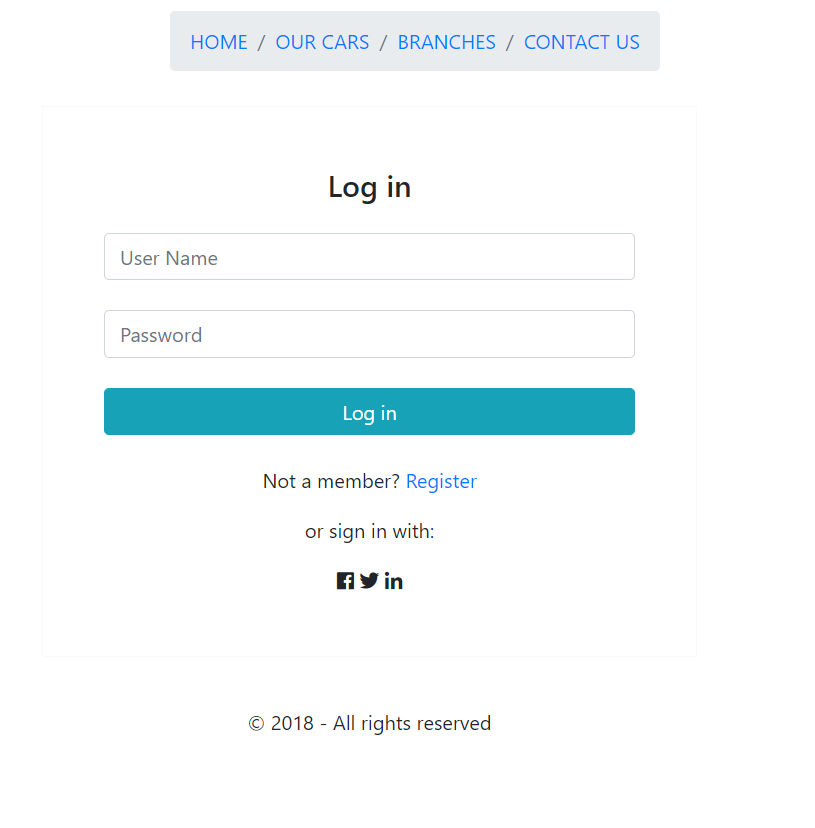 HOME / OUR CARS / BRANCHES / CONTACT US
Log in
User Name
Password
Log in
Not a member? Register
or sign in with:
© 2018 - All rights reserved